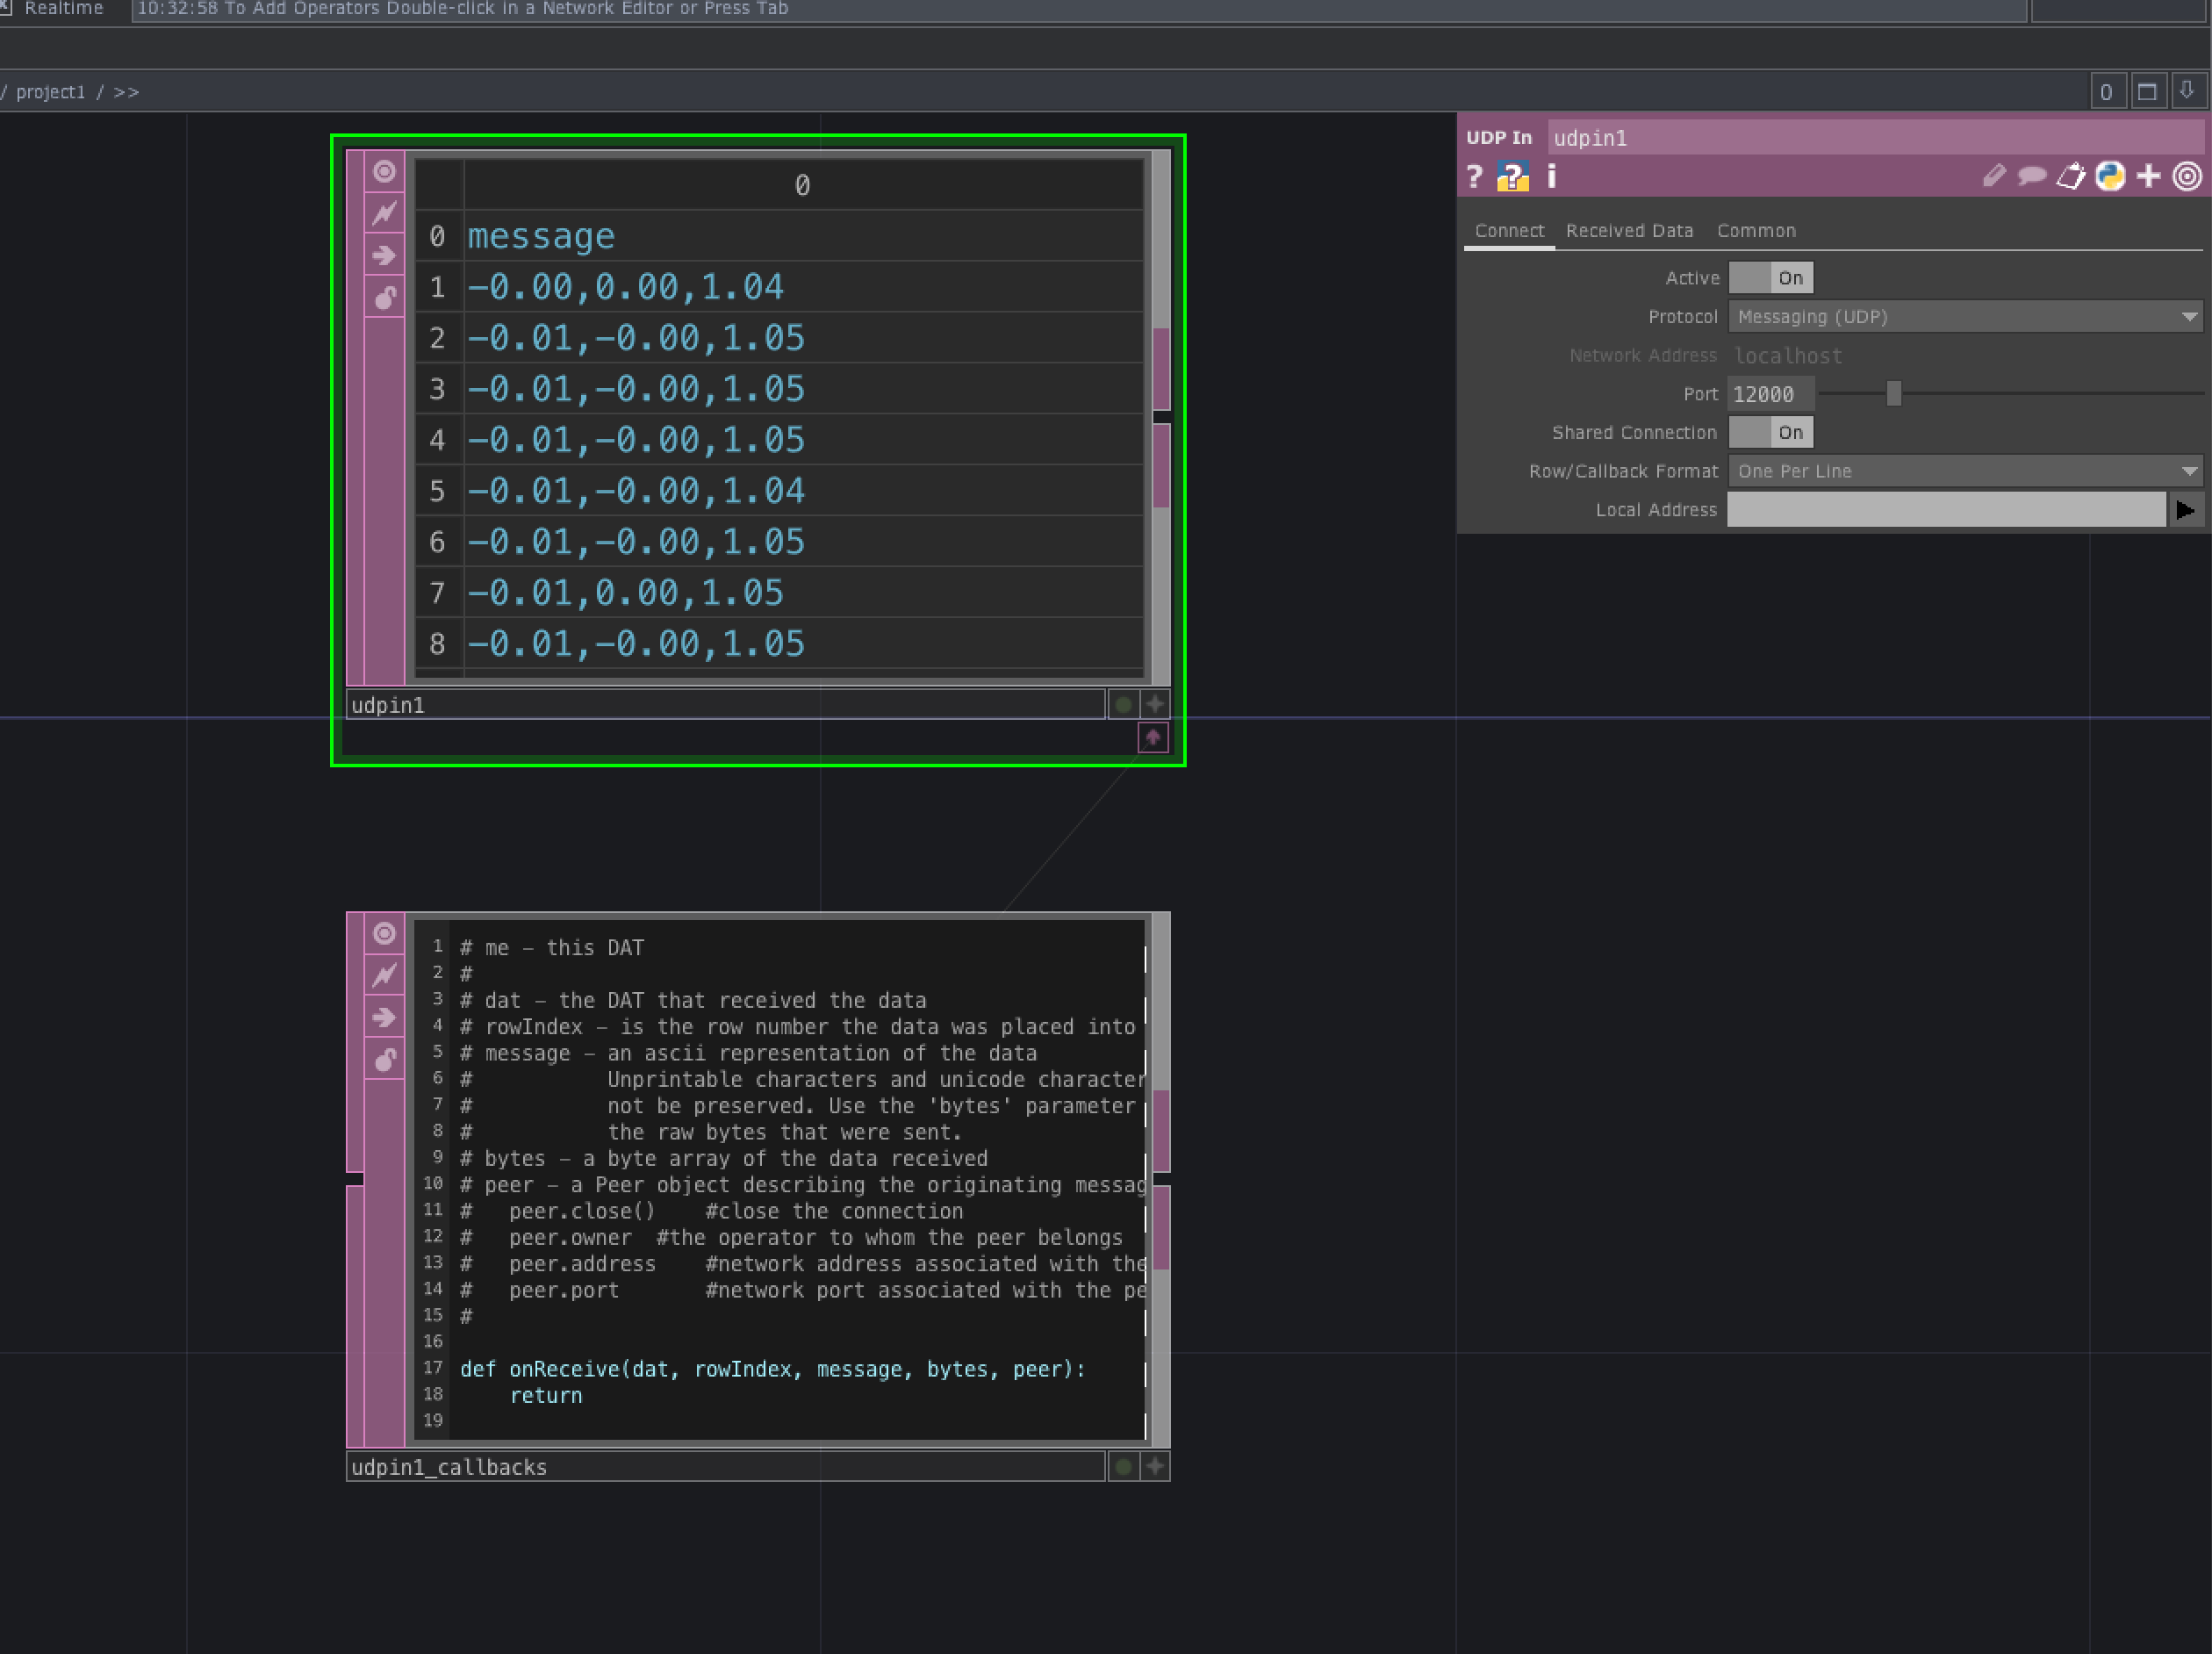 Realtime 10:32:58 To Add Operators Double-click in a Network Editor or Press Tab
/ project1 / >> 0
0
0 message
1 -0.00,0.00,1.04
2 -0.01,-0.00,1.05
3 -0.01,-0.00,1.05
4 -0.01,-0.00,1.05
5 -0.01,-0.00,1.04
6 -0.01,-0.00,1.05
7 -0.01,0.00,1.05
8 -0.01,-0.00,1.05
udpin1
UDP In udpin1
? ? i
Connect Received Data Common
Active On
Protocol Messaging (UDP)
Network Address localhost
Port 12000
Shared Connection On
Row/Callback Format One Per Line
Local Address
1 # me - this DAT
2 #
3 # dat - the DAT that received the data
4 # rowIndex - is the row number the data was placed into
5 # message - an ascii representation of the data
6 # Unprintable characters and unicode character
7 # not be preserved. Use the 'bytes' parameter
8 # the raw bytes that were sent.
9 # bytes - a byte array of the data received
10 # peer - a Peer object describing the originating messag
11 # peer.close() #close the connection
12 # peer.owner #the operator to whom the peer belongs
13 # peer.address #network address associated with the
14 # peer.port #network port associated with the pe
15 #
16
17 def onReceive(dat, rowIndex, message, bytes, peer):
18 return
19
udpin1_callbacks